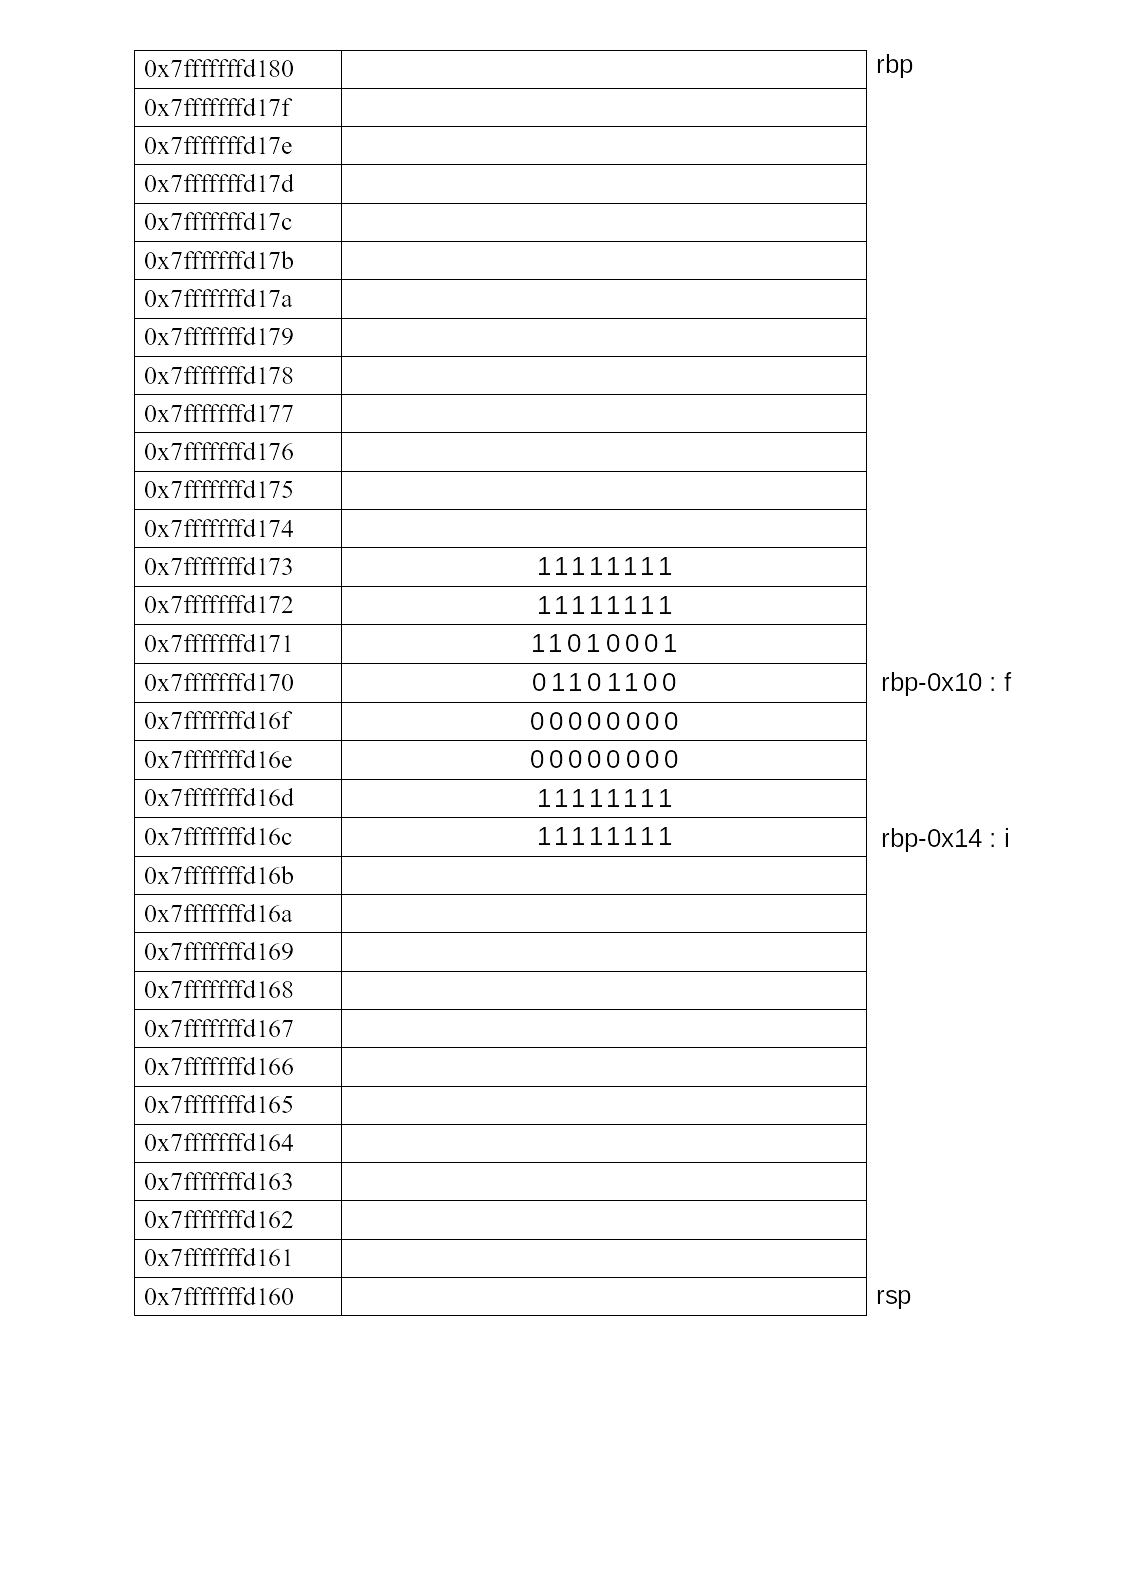 0x7fffffffd180 rbp
0x7fffffffd17f
0x7fffffffd17e
0x7fffffffd17d
0x7fffffffd17c
0x7fffffffd17b
0x7fffffffd17a
0x7fffffffd179
0x7fffffffd178
0x7fffffffd177
0x7fffffffd176
0x7fffffffd175
0x7fffffffd174
0x7fffffffd173 11111111
0x7fffffffd172 11111111
0x7fffffffd171 11010001
0x7fffffffd170 01101100 rbp-0x10 : f
0x7fffffffd16f 00000000
0x7fffffffd16e 00000000
0x7fffffffd16d 11111111
0x7fffffffd16c 11111111 rbp-0x14 : i
0x7fffffffd16b
0x7fffffffd16a
0x7fffffffd169
0x7fffffffd168
0x7fffffffd167
0x7fffffffd166
0x7fffffffd165
0x7fffffffd164
0x7fffffffd163
0x7fffffffd162
0x7fffffffd161
0x7fffffffd160 rsp